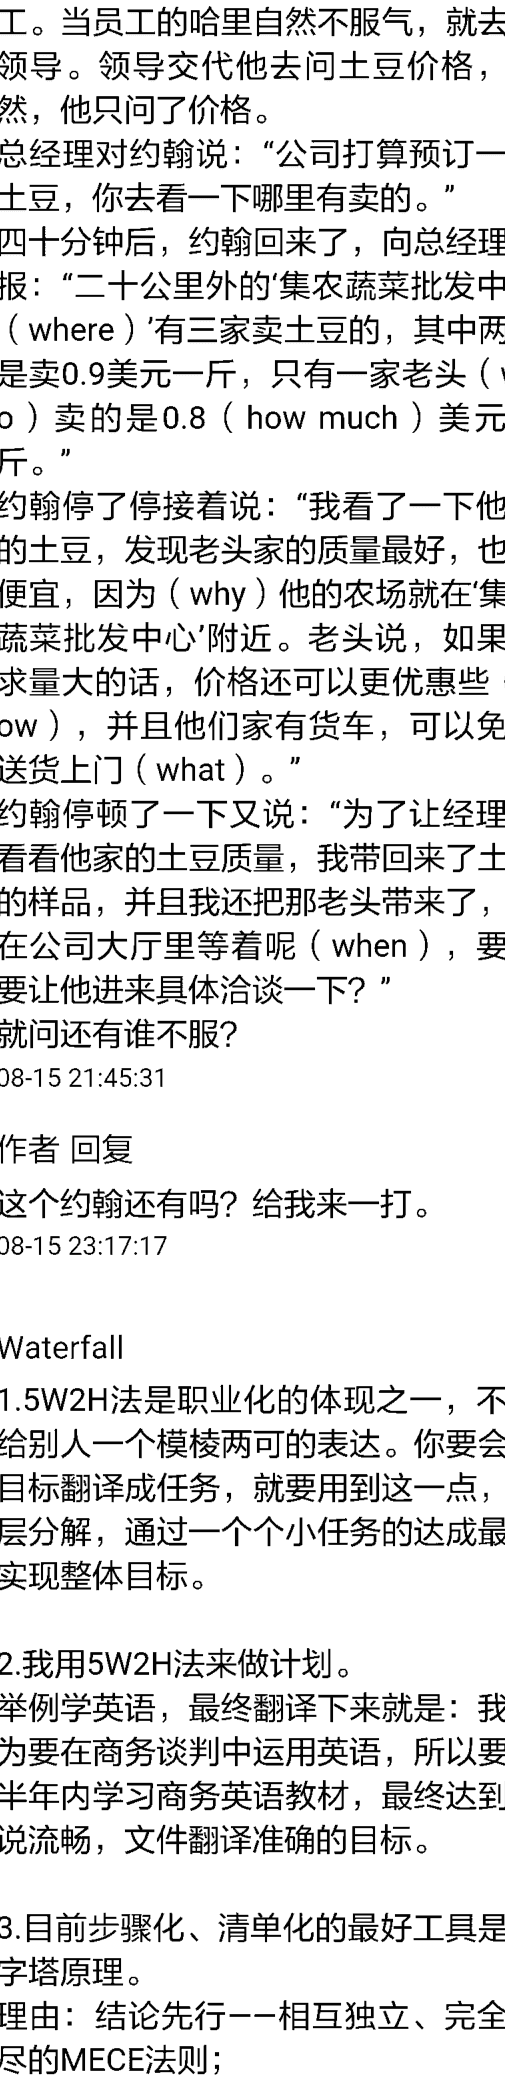 工。当员工的哈里自然不服气，就去
领导。领导交代他去问土豆价格，
然，他只问了价格。
总经理对约翰说：“公司打算预订一
土豆，你去看一下哪里有卖的。”
四十分钟后，约翰回来了，向总经理
报：“二十公里外的‘集农蔬菜批发中
（where）’有三家卖土豆的，其中两
是卖0.9美元一斤，只有一家老头（
o）卖的是0.8（how much）美元
斤。”
约翰停了停接着说：“我看了一下他
的土豆，发现老头家的质量最好，也
便宜，因为（why）他的农场就在‘集
蔬菜批发中心’附近。老头说，如果
求量大的话，价格还可以更优惠些
ow），并且他们家有货车，可以免
送货上门（what）。”
约翰停顿了一下又说：“为了让经理
看看他家的土豆质量，我带回来了土
的样品，并且我还把那老头带来了，
在公司大厅里等着呢（when），要
要让他进来具体洽谈一下？”
就问还有谁不服？
08-15 21:45:31
作者 回复
这个约翰还有吗？给我来一打。
08-15 23:17:17
Waterfall
1.5W2H法是职业化的体现之一，不
给别人一个模棱两可的表达。你要会
目标翻译成任务，就要用到这一点，
层分解，通过一个个小任务的达成最
实现整体目标。
2.我用5W2H法来做计划。
举例学英语，最终翻译下来就是：我
为要在商务谈判中运用英语，所以要
半年内学习商务英语教材，最终达到
说流畅，文件翻译准确的目标。
3.目前步骤化、清单化的最好工具是
字塔原理。
理由：结论先行——相互独立、完全
尽的MECE法则；